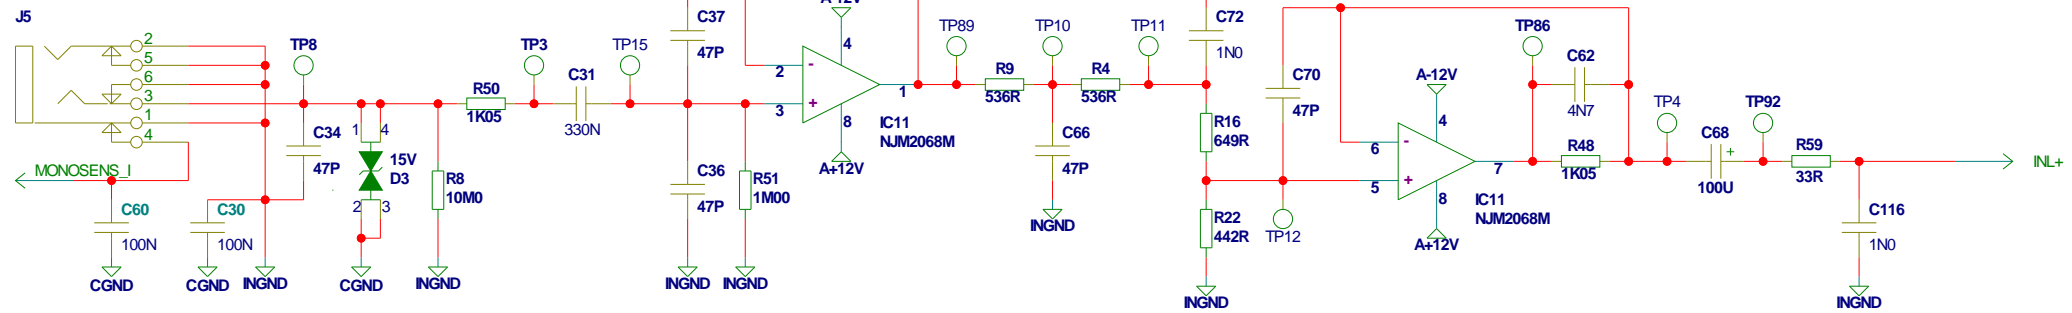 J5
2
5
6
3
1
4
MONOSENS_I
C60
100N
CGND
C30
100N
CGND
INGND
TP8
C34
47P
1
4
15V
D3
2
3
CGND
R8
10M0
INGND
R50
1K05
TP3
C31
330N
TP15
C37
47P
C36
47P
INGND
R51
1M00
INGND
A-12V
4
2
-
3
+
1
8
IC11
NJM2068M
A+12V
TP89
R9
536R
TP10
R4
536R
TP11
C66
47P
INGND
C72
1N0
R16
649R
R22
442R
INGND
C70
47P
TP12
A-12V
4
6
-
5
+
7
8
IC11
NJM2068M
A+12V
TP86
C62
4N7
R48
1K05
TP4
C68
+
100U
TP92
R59
33R
C116
1N0
INGND
INL+